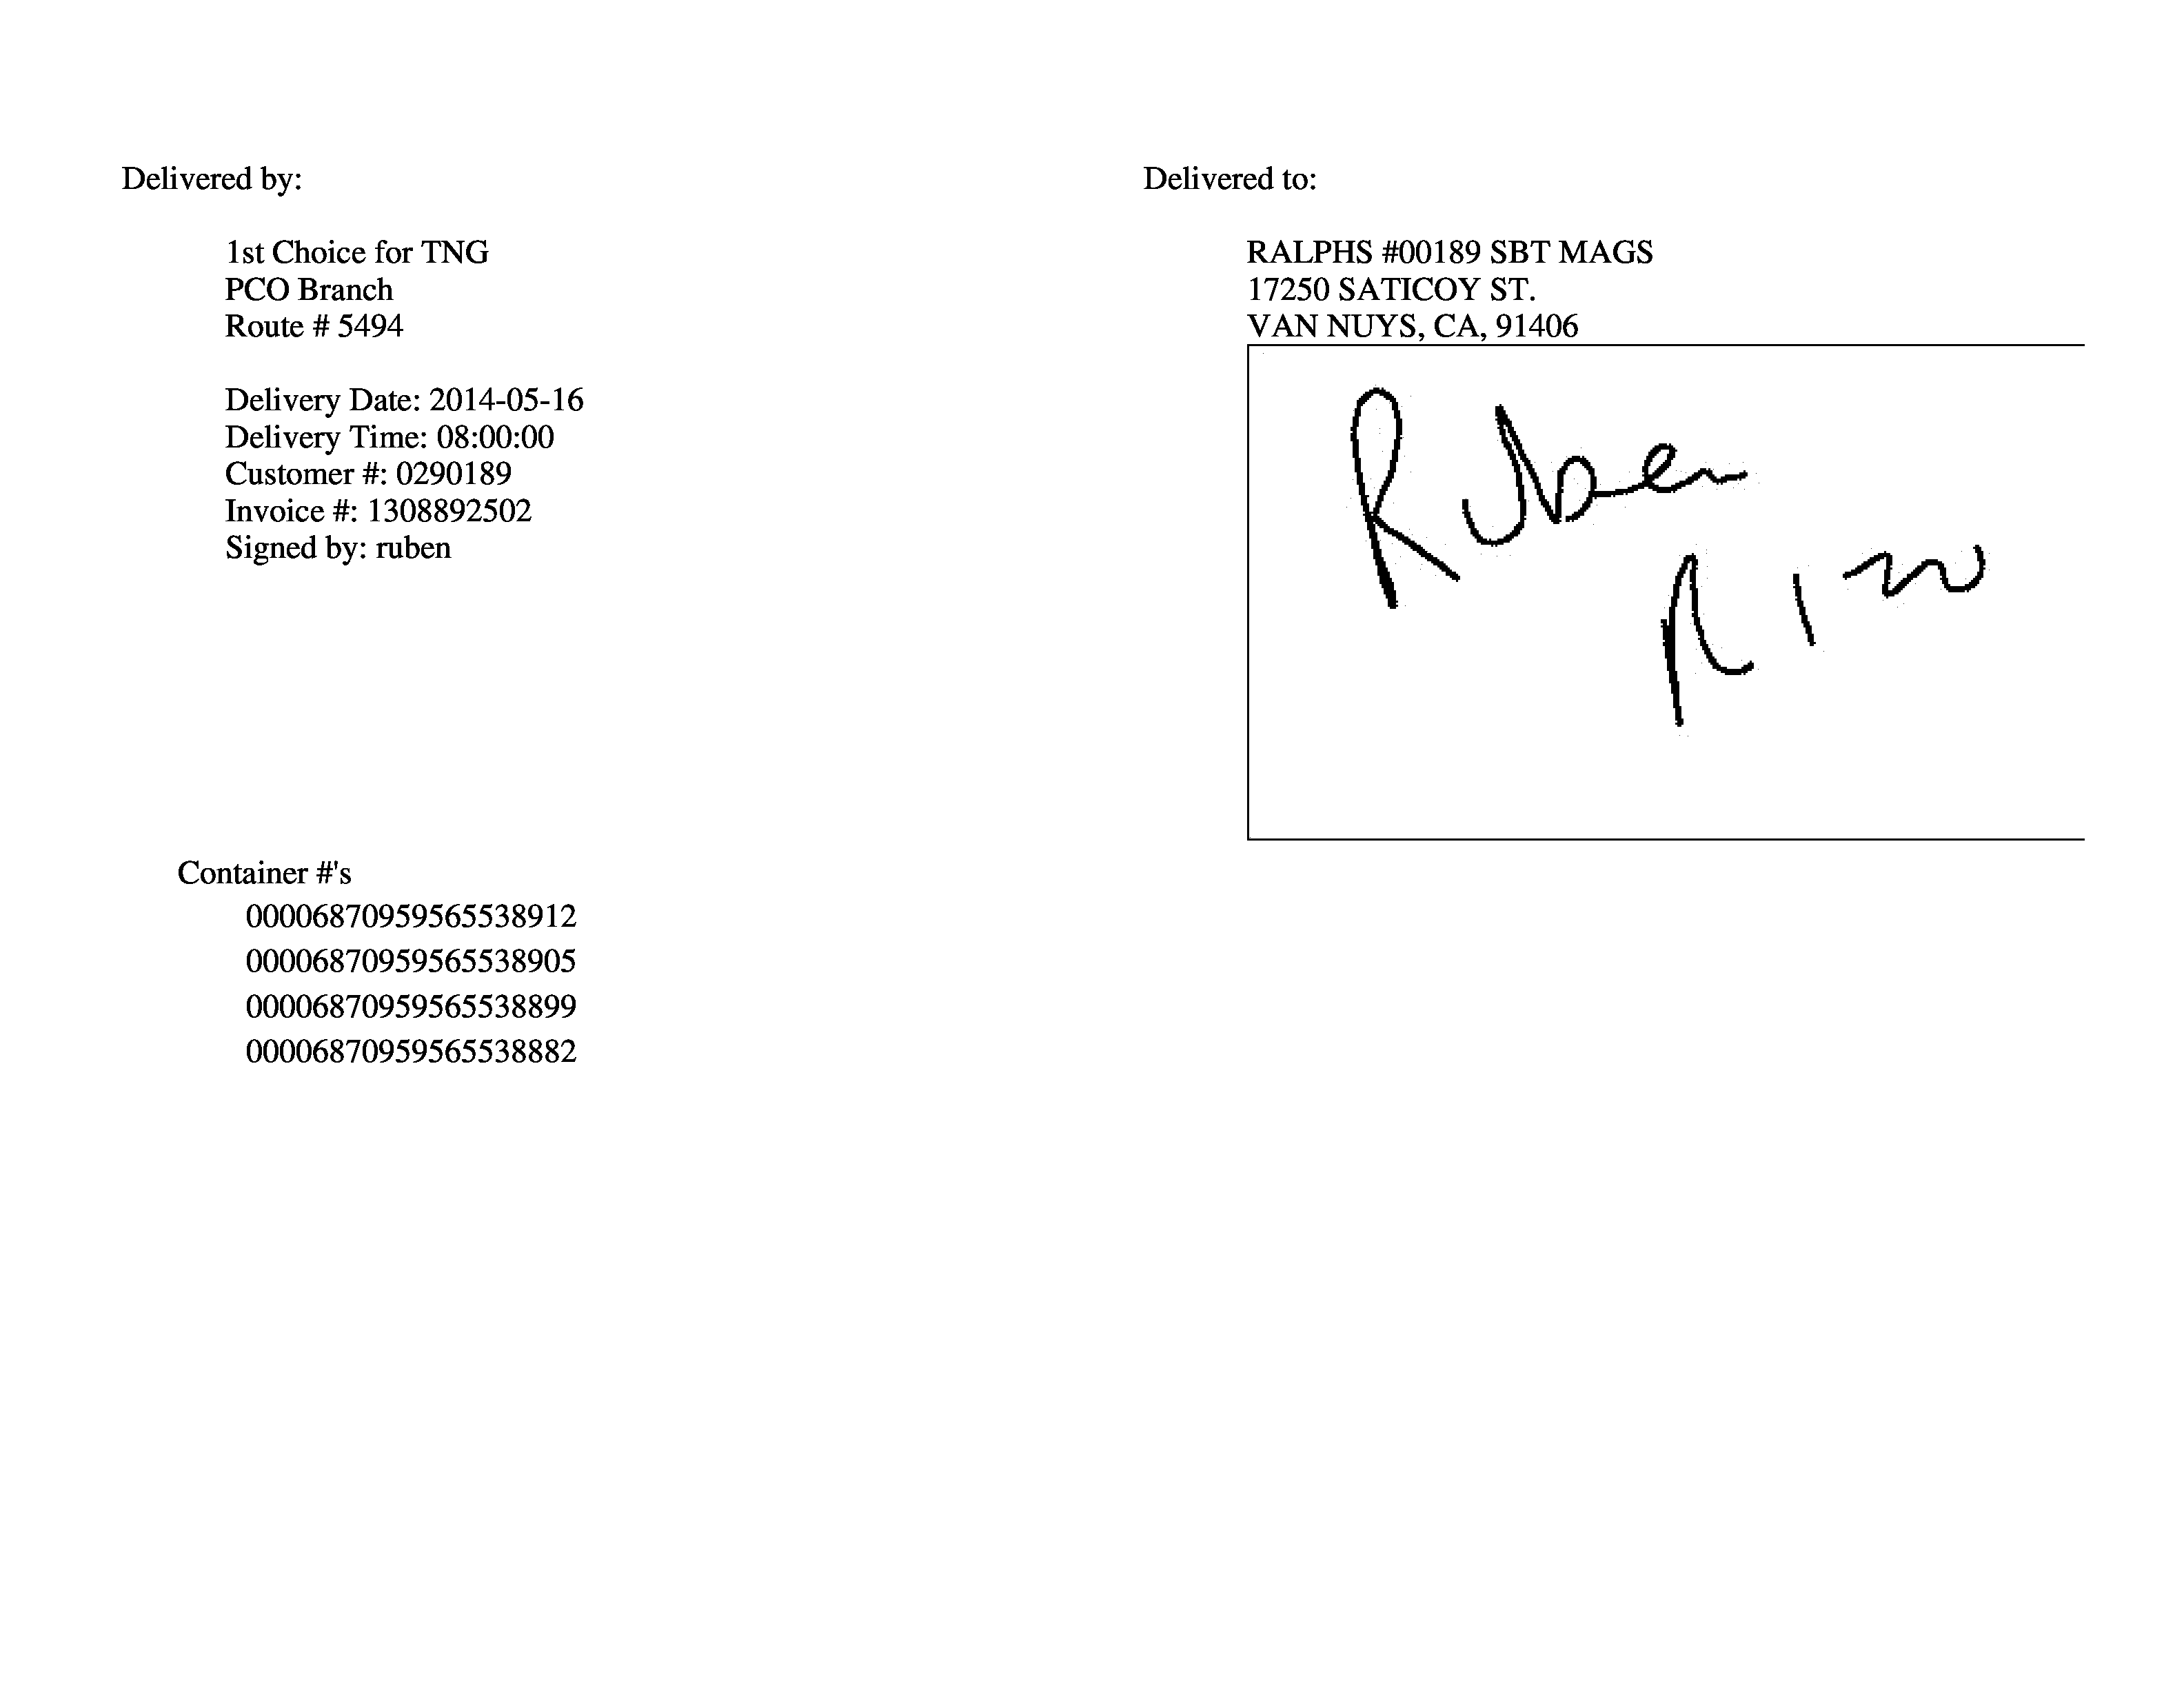 Delivered by:
1st Choice for TNG
PCO Branch
Route # 5494
Delivery Date: 2014-05-16
Delivery Time: 08:00:00
Customer #: 0290189
Invoice #: 1308892502
Signed by: ruben
Delivered to:
RALPHS #00189 SBT MAGS
17250 SATICOY ST.
VAN NUYS, CA, 91406
Ruben
Container #'s
00006870959565538912
00006870959565538905
00006870959565538899
00006870959565538882